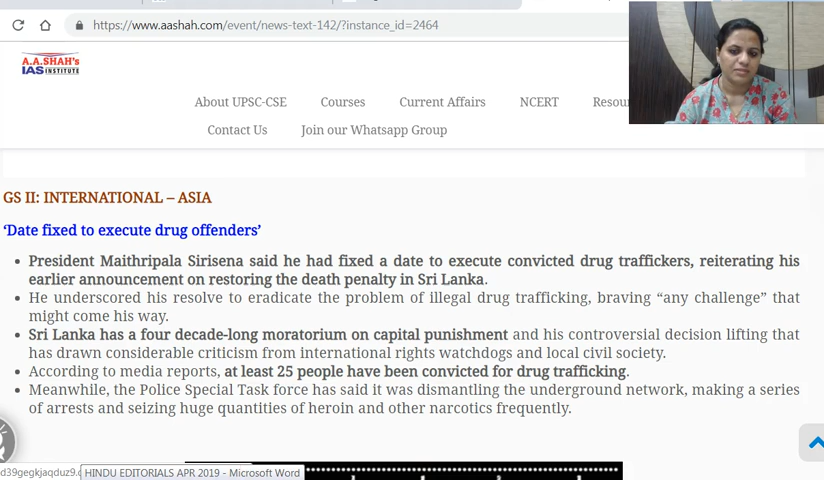 https://www.aashah.com/event/news-text-142/?instance_id=2464
A.A.SHAH's
IAS INSTITUTE
About UPSC-CSE Courses Current Affairs NCERT Resou
Contact Us Join our Whatsapp Group
GS II: INTERNATIONAL – ASIA
‘Date fixed to execute drug offenders’
President Maithripala Sirisena said he had fixed a date to execute convicted drug traffickers, reiterating his
earlier announcement on restoring the death penalty in Sri Lanka.
He underscored his resolve to eradicate the problem of illegal drug trafficking, braving “any challenge” that
might come his way.
Sri Lanka has a four decade-long moratorium on capital punishment and his controversial decision lifting that
has drawn considerable criticism from international rights watchdogs and local civil society.
According to media reports, at least 25 people have been convicted for drug trafficking.
Meanwhile, the Police Special Task force has said it was dismantling the underground network, making a series
of arrests and seizing huge quantities of heroin and other narcotics frequently.
HINDU EDITORIALS APR 2019 - Microsoft Word